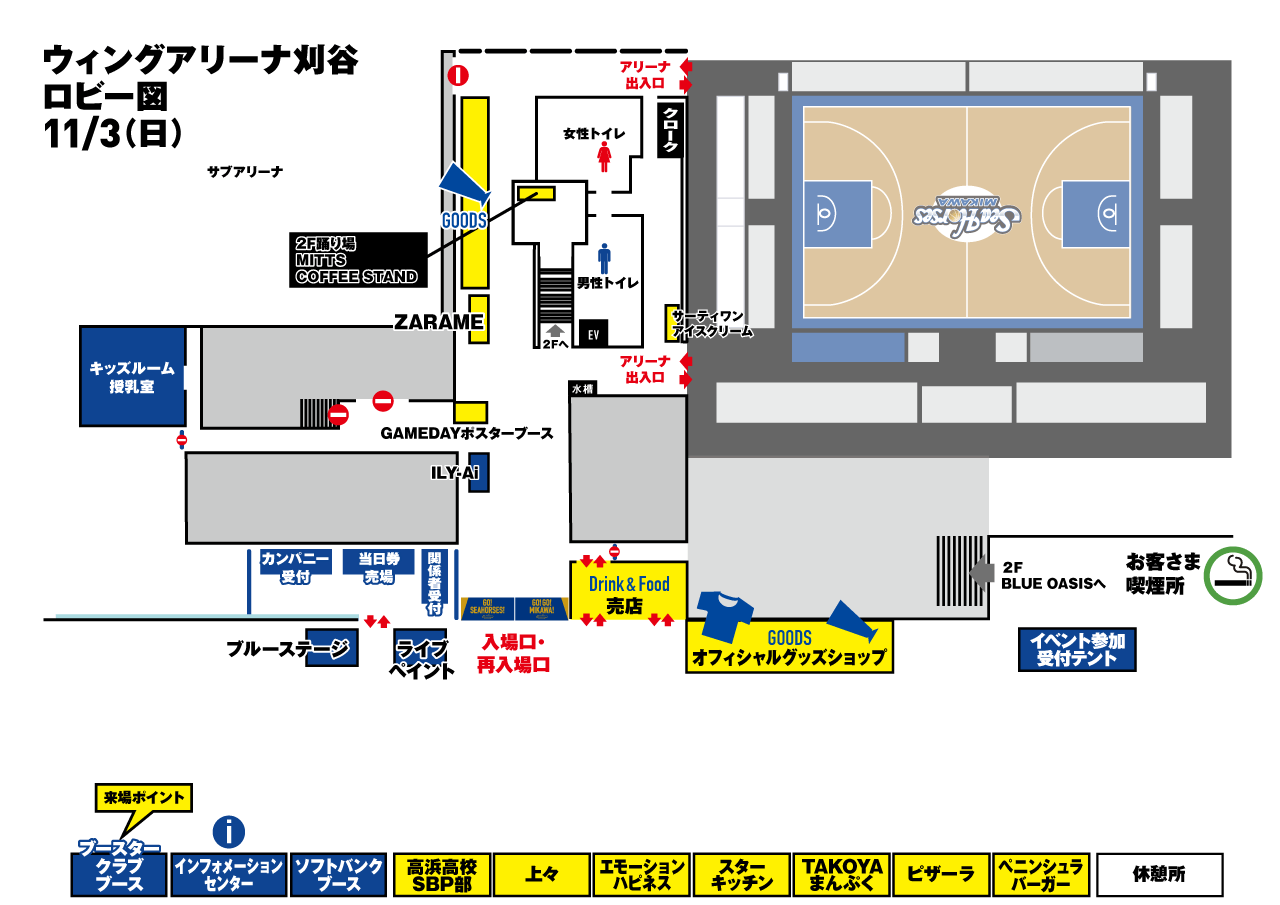 ウィングアリーナ刈谷
ロビー図
11/3(日)
サブアリーナ
アリーナ
出入口
クローク
女性トイレ
GOODS
2F踊り場
MITTS
COFFEE STAND
男性トイレ
ZARAME
サーティワン
アイスクリーム
EV
2Fへ
アリーナ
出入口
SeaHorses
MIKAWA
キッズルーム
授乳室
水槽
GAMEDAYポスターブース
ILY-Ai
カンパニー
受付
当日券
売場
関係者受付
GO!
SEAHORSES!
GO! GO!
MIKAWA!
Drink & Food
売店
2F
BLUE OASISへ
お客さま
喫煙所
ブルーステージ
ライブ
ペイント
入場口・
再入場口
GOODS
オフィシャルグッズショップ
イベント参加
受付テント
来場ポイント
i
ブースター
クラブ
ブース
インフォメーション
センター
ソフトバンク
ブース
高浜高校
SBP部
上々
エモーション
ハピネス
スター
キッチン
TAKOYA
まんぷく
ピザーラ
ペニンシュラ
バーガー
休憩所